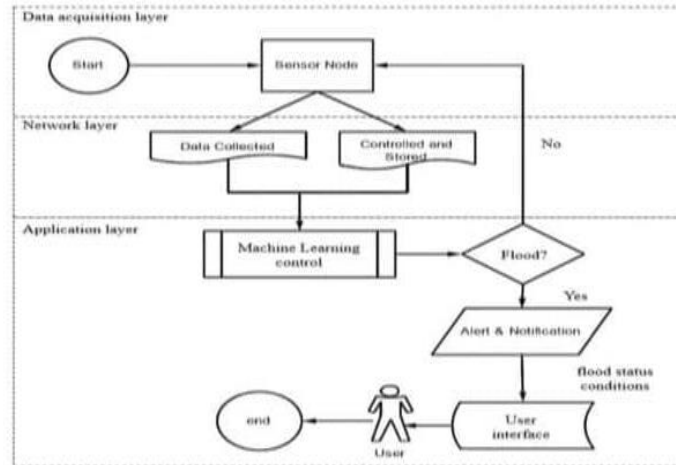 Data acquisition layer
Start
Sensor Node
Network layer
Data Collected
Controlled and
Stored
No
Application layer
Machine Learning
control
Flood?
Yes
Alert & Notification
flood status
conditions
end
User
User
interface